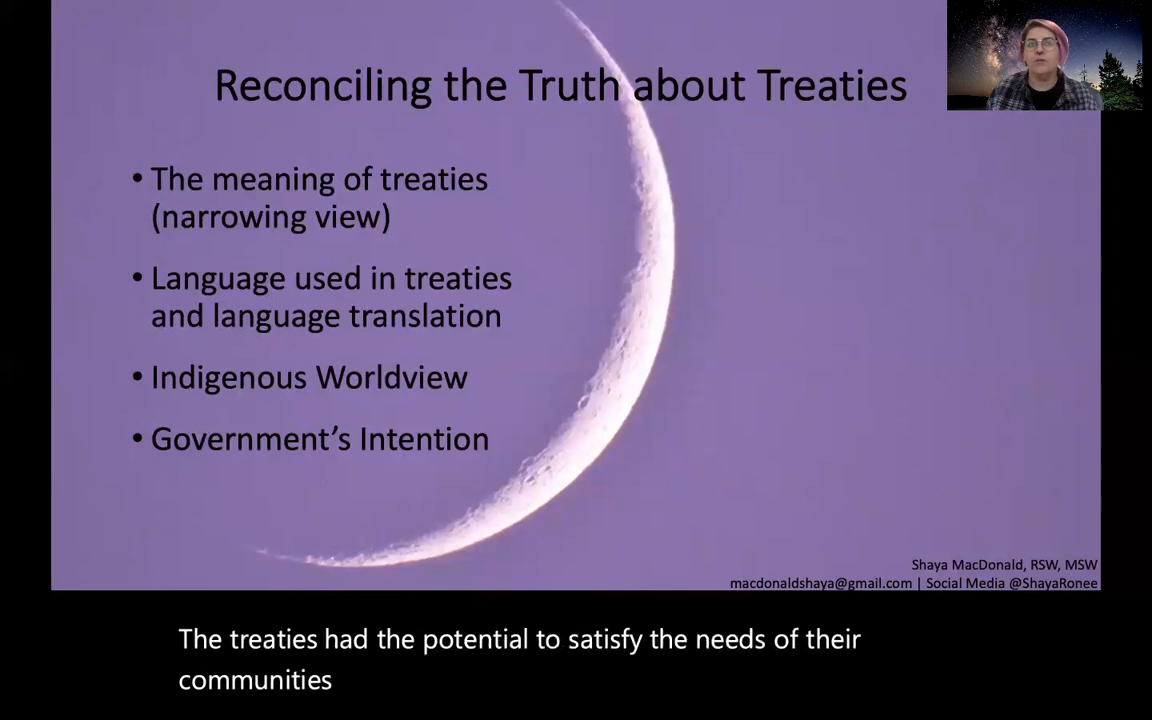 Reconciling the Truth about Treaties
• The meaning of treaties
(narrowing view)
• Language used in treaties
and language translation
• Indigenous Worldview
• Government’s Intention
Shaya MacDonald, RSW, MSW
macdonaldshaya@gmail.com | Social Media @ShayaRonee
The treaties had the potential to satisfy the needs of their
communities